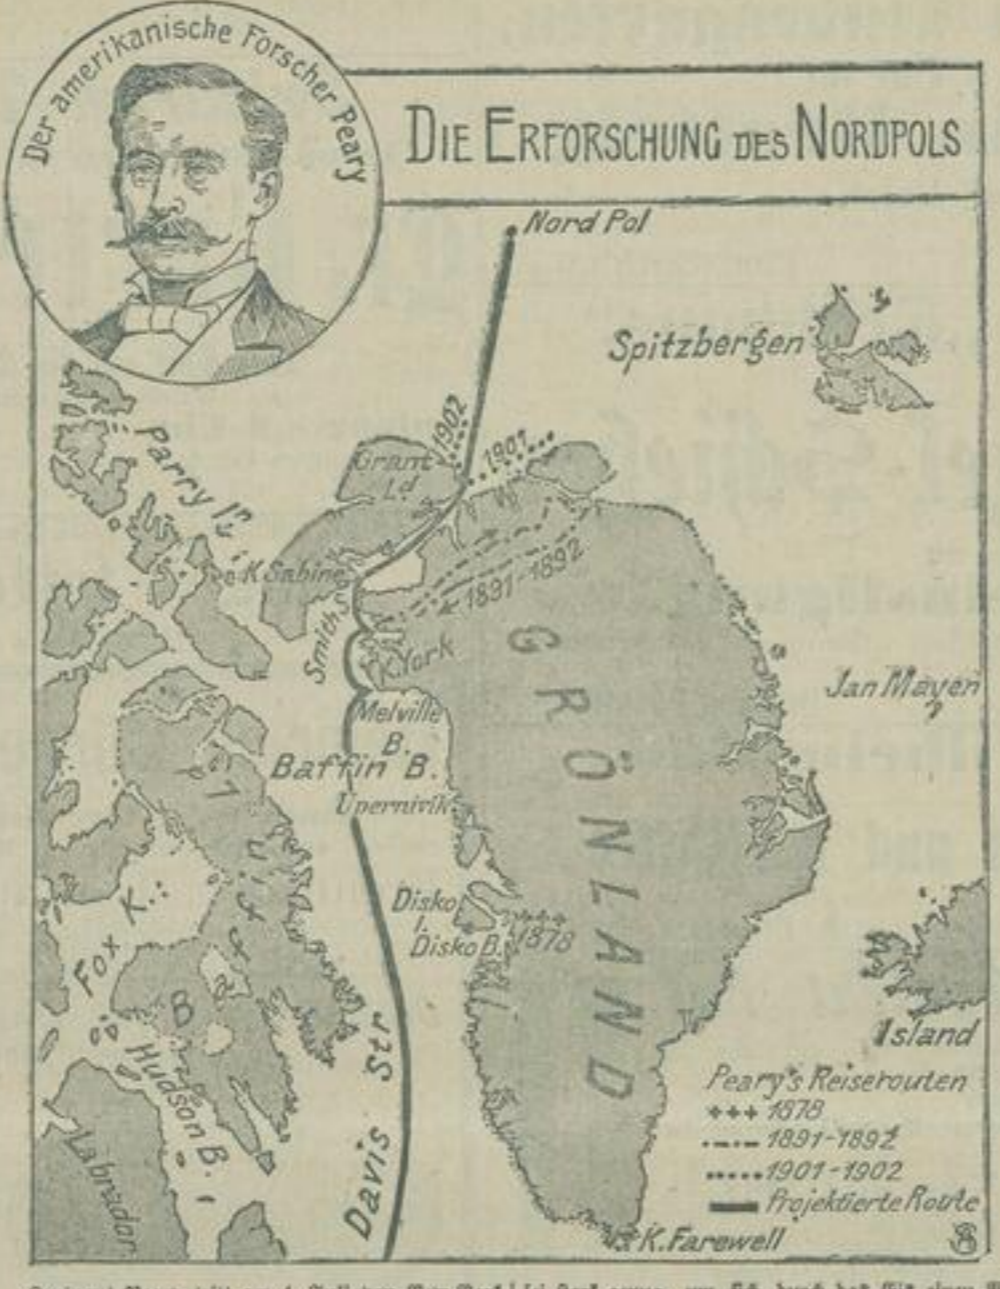 Der amerikanische Forscher Peary
DIE ERFORSCHUNG DES NORDPOLS
Nord Pol
Spitzbergen
1902
1901
Grant
Ld
Parry In
K Sabine
1891-1892
Smith S
K. York
GRÖNLAND
Jan Mayen
Melville
B.
Baffin B.
Upernivik
Disko
I.
Disko B.
1878
Fox K.
Baffin
Davis Str
Hudson B.
Labrador
Island
Peary's Reiserouten
+++ 1878
1891-1892
1901-1902
Projektierte Route
K. Farewell